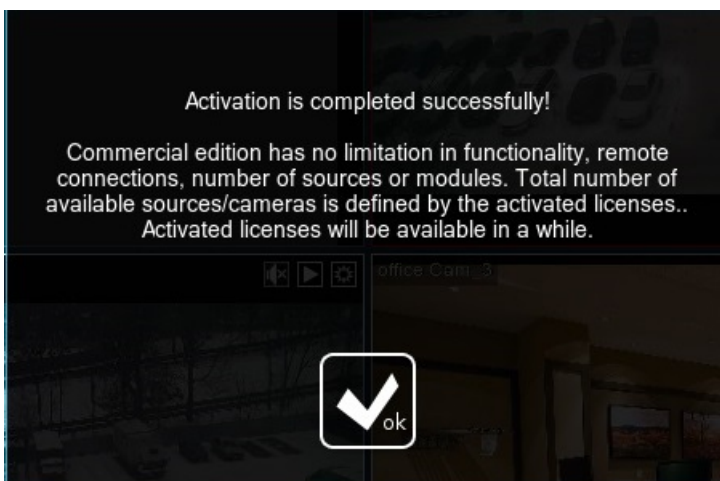 Activation is completed successfully!
Commercial edition has no limitation in functionality, remote
connections, number of sources or modules. Total number of
available sources/cameras is defined by the activated licenses..
Activated licenses will be available in a while.
office Cam_3
ok